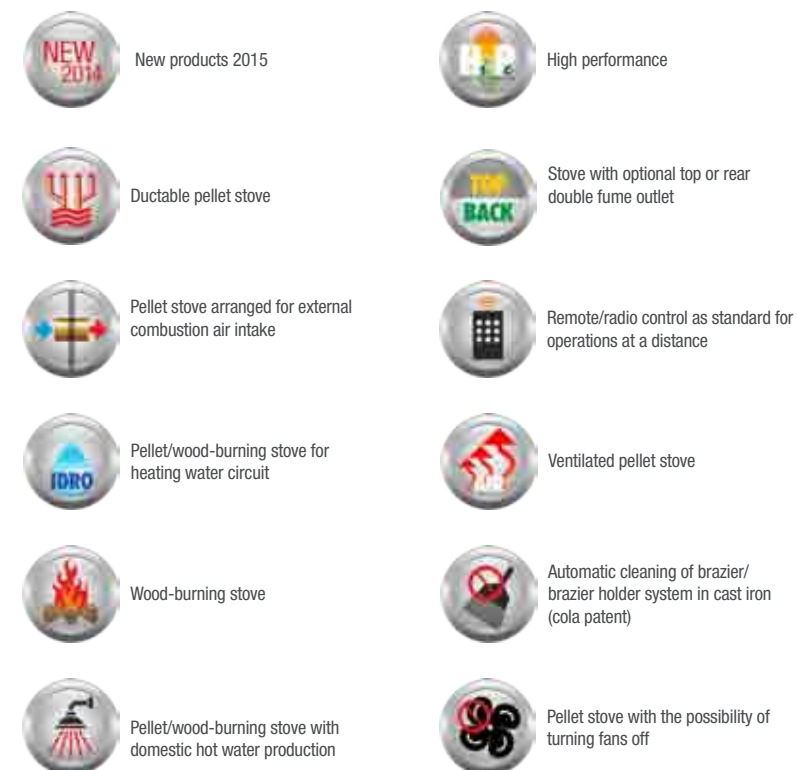 NEW
2014
New products 2015
High performance
Ductable pellet stove
TOP
BACK
Stove with optional top or rear
double fume outlet
Pellet stove arranged for external
combustion air intake
Remote/radio control as standard for
operations at a distance
IDRO
Pellet/wood-burning stove for
heating water circuit
AIR
Ventilated pellet stove
Wood-burning stove
Automatic cleaning of brazier/
brazier holder system in cast iron
(cola patent)
Pellet/wood-burning stove with
domestic hot water production
Pellet stove with the possibility of
turning fans off